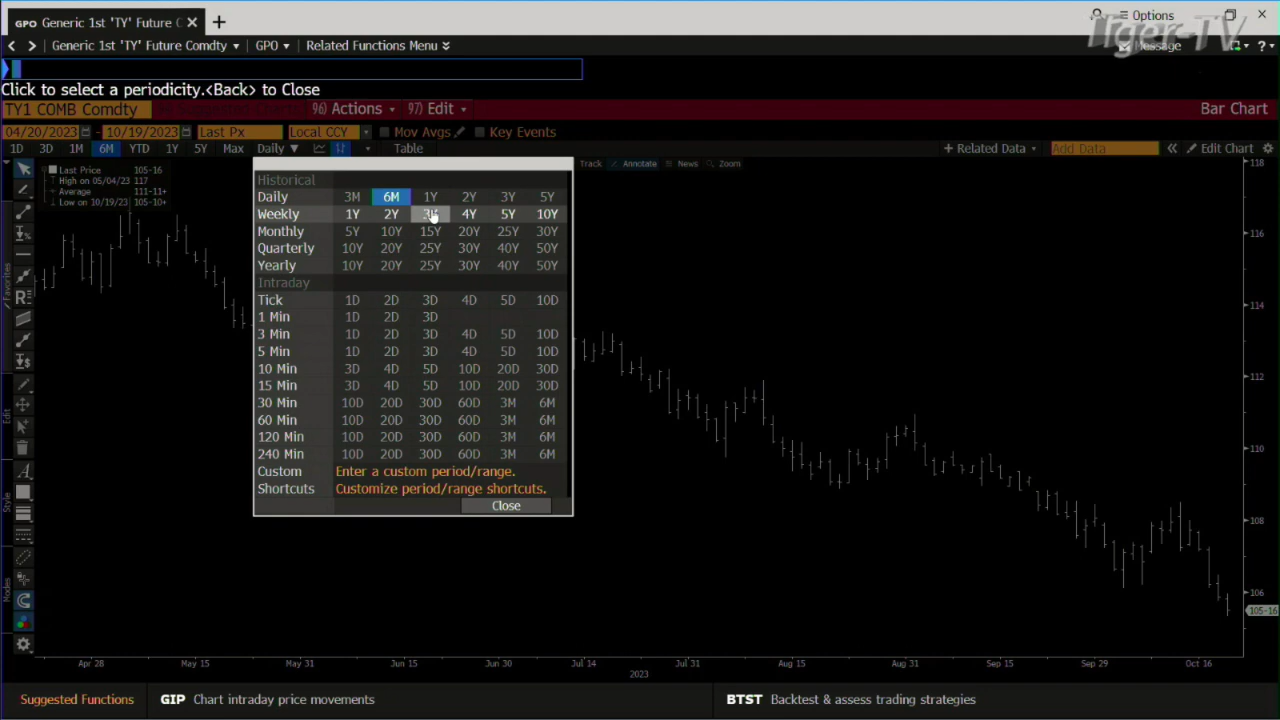 GPO Generic 1st 'TY' Future C × +
Options
Tiger-TV
Generic 1st 'TY' Future Comdty GPO Related Functions Menu
Message
?
Click to select a periodicity.<Back> to Close
TY1 COMB Comdty 96) Actions 97) Edit Bar Chart
04/20/2023 - 10/19/2023 Last Px Local CCY Mov Avgs Key Events
1D 3D 1M 6M YTD 1Y 5Y Max Daily Table + Related Data Add Data Edit Chart
Track Annotate News Zoom
Last Price 105-16
High on 05/04/23 117
Average 111-11+
Low on 10/19/23 105-10+
Historical
Daily 3M 6M 1Y 2Y 3Y 5Y
Weekly 1Y 2Y 3Y 4Y 5Y 10Y
Monthly 5Y 10Y 15Y 20Y 25Y 30Y
Quarterly 10Y 20Y 25Y 30Y 40Y 50Y
Yearly 10Y 20Y 25Y 30Y 40Y 50Y
Intraday
Tick 1D 2D 3D 4D 5D 10D
1 Min 1D 2D 3D
3 Min 1D 2D 3D 4D 5D 10D
5 Min 1D 2D 3D 4D 5D 10D
10 Min 3D 4D 5D 10D 20D 30D
15 Min 3D 4D 5D 10D 20D 30D
30 Min 10D 20D 30D 60D 3M 6M
60 Min 10D 20D 30D 60D 3M 6M
120 Min 10D 20D 30D 60D 3M 6M
240 Min 10D 20D 30D 60D 3M 6M
Custom Enter a custom period/range.
Shortcuts Customize period/range shortcuts.
Close
Favorites
Edit
Style
Modes
118
116
114
112
110
108
106
105-16
Apr 28 May 15 May 31 Jun 15 Jun 30 Jul 14 Jul 31 Aug 15 Aug 31 Sep 15 Sep 29 Oct 16
2023
Suggested Functions GIP Chart intraday price movements BTST Backtest & assess trading strategies